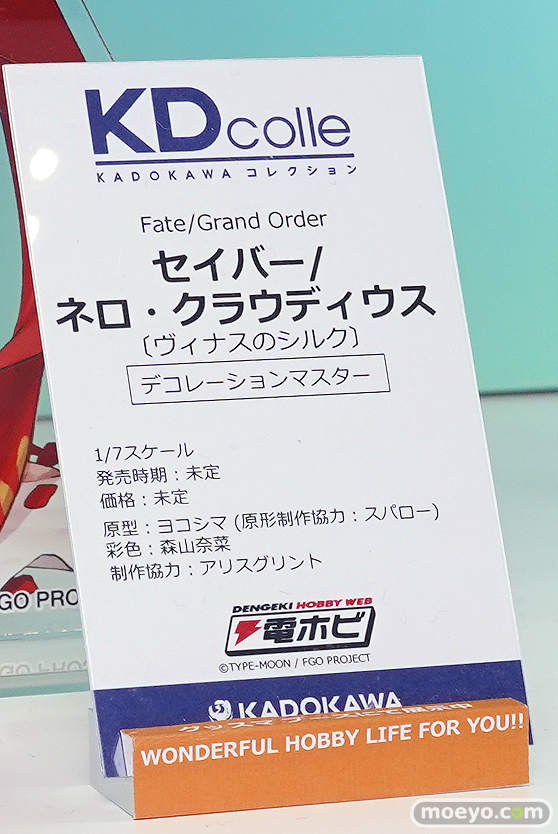 KDcolle
KADOKAWA コレクション
Fate/Grand Order
セイバー/
ネロ・クラウディウス
〔ヴィナスのシルク〕
デコレーションマスター
1/7スケール
発売時期：未定
価格：未定
原型：ヨコシマ (原形制作協力：スパロー)
彩色：森山奈菜
制作協力：アリスグリント
DENGEKI HOBBY WEB
電ホビ
©TYPE-MOON / FGO PROJECT
KADOKAWA
GO PRO
WONDERFUL HOBBY LIFE FOR YOU!!
moeyo.com